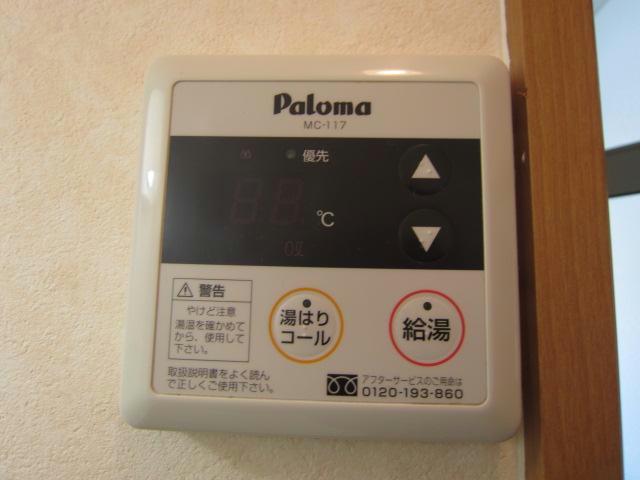 Paloma
MC-117
優先
88
℃
警告
やけど注意
湯温を確かめて
から、使用して
下さい。
湯はり
コール
給湯
取扱説明書をよく読ん
で正しくご使用下さい。
アフターサービスのご用命は
0120-193-860